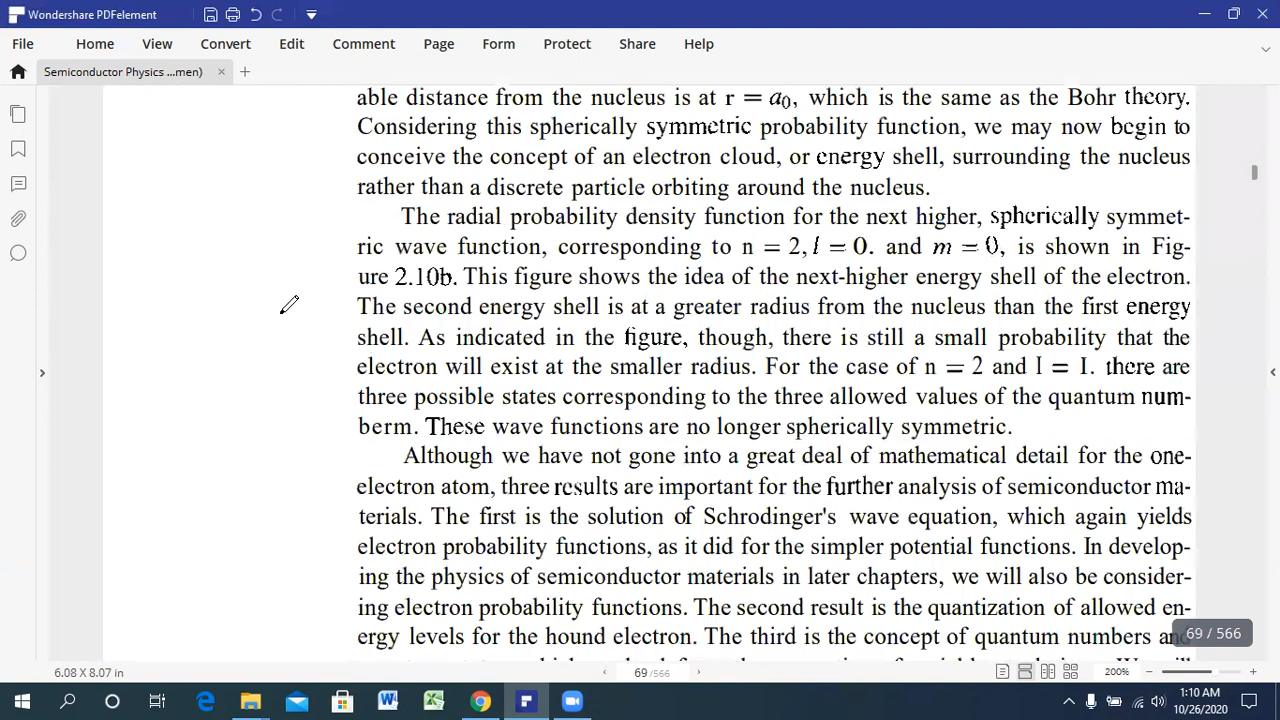 Wondershare PDFelement
File Home View Convert Edit Comment Page Form Protect Share Help
Semiconductor Physics ...men) × +
able distance from the nucleus is at r = a0, which is the same as the Bohr theory.
Considering this spherically symmetric probability function, we may now begin to
conceive the concept of an electron cloud, or energy shell, surrounding the nucleus
rather than a discrete particle orbiting around the nucleus.
The radial probability density function for the next higher, spherically symmet-
ric wave function, corresponding to n = 2, l = 0. and m = 0, is shown in Fig-
ure 2.10b. This figure shows the idea of the next-higher energy shell of the electron.
The second energy shell is at a greater radius from the nucleus than the first energy
shell. As indicated in the figure, though, there is still a small probability that the
electron will exist at the smaller radius. For the case of n = 2 and l = I. there are
three possible states corresponding to the three allowed values of the quantum num-
berm. These wave functions are no longer spherically symmetric.
Although we have not gone into a great deal of mathematical detail for the one-
electron atom, three results are important for the further analysis of semiconductor ma-
terials. The first is the solution of Schrodinger's wave equation, which again yields
electron probability functions, as it did for the simpler potential functions. In develop-
ing the physics of semiconductor materials in later chapters, we will also be consider-
ing electron probability functions. The second result is the quantization of allowed en-
ergy levels for the hound electron. The third is the concept of quantum numbers and
69 / 566
6.08 X 8.07 in 69 /566 200%
1:10 AM
10/26/2020